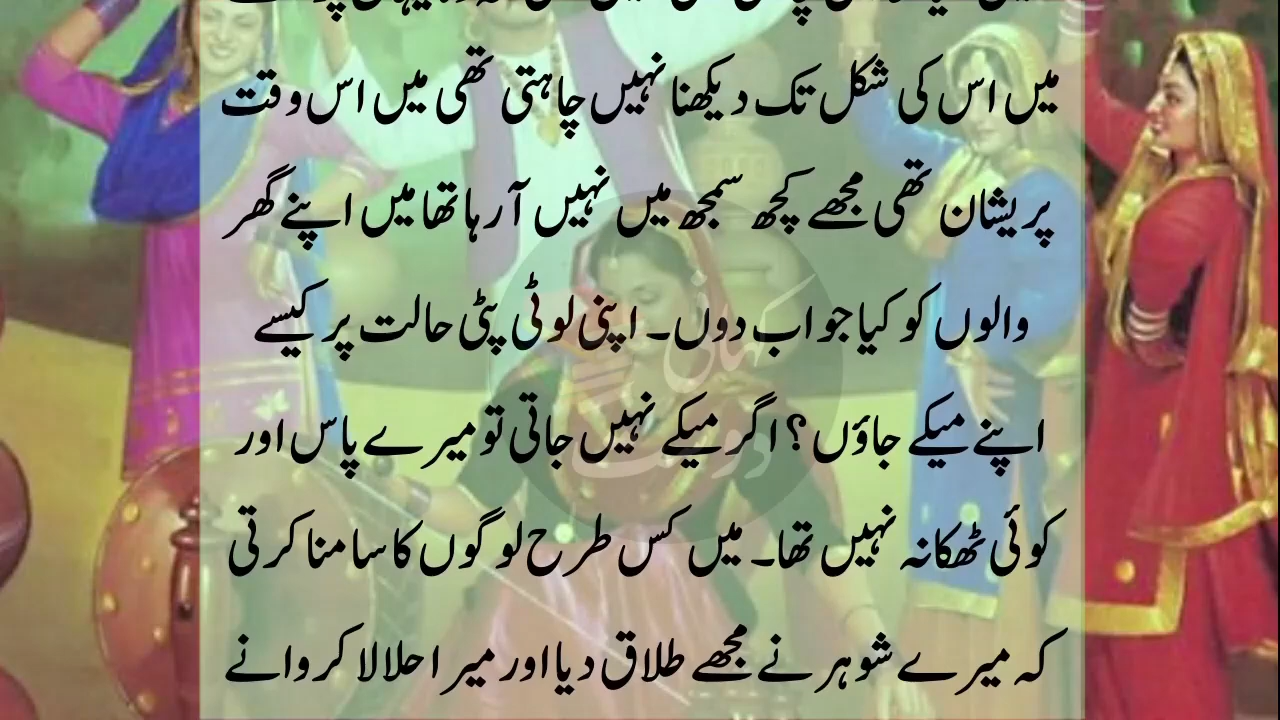 میں اس کی شکل تک دیکھنا نہیں چاہتی تھی میں اس وقت
پریشان تھی مجھے کچھ سمجھ میں نہیں آ رہا تھا میں اپنے گھر
والوں کو کیا جواب دوں۔ اپنی لوٹی پٹی حالت پر کیسے
اپنے میکے جاؤں؟ اگر میکے نہیں جاتی تو میرے پاس اور
کوئی ٹھکانہ نہیں تھا۔ میں کس طرح لوگوں کا سامنا کرتی
کہ میرے شوہر نے مجھے طلاق دیا اور میرا حلالا کروانے
کہانی
دوست